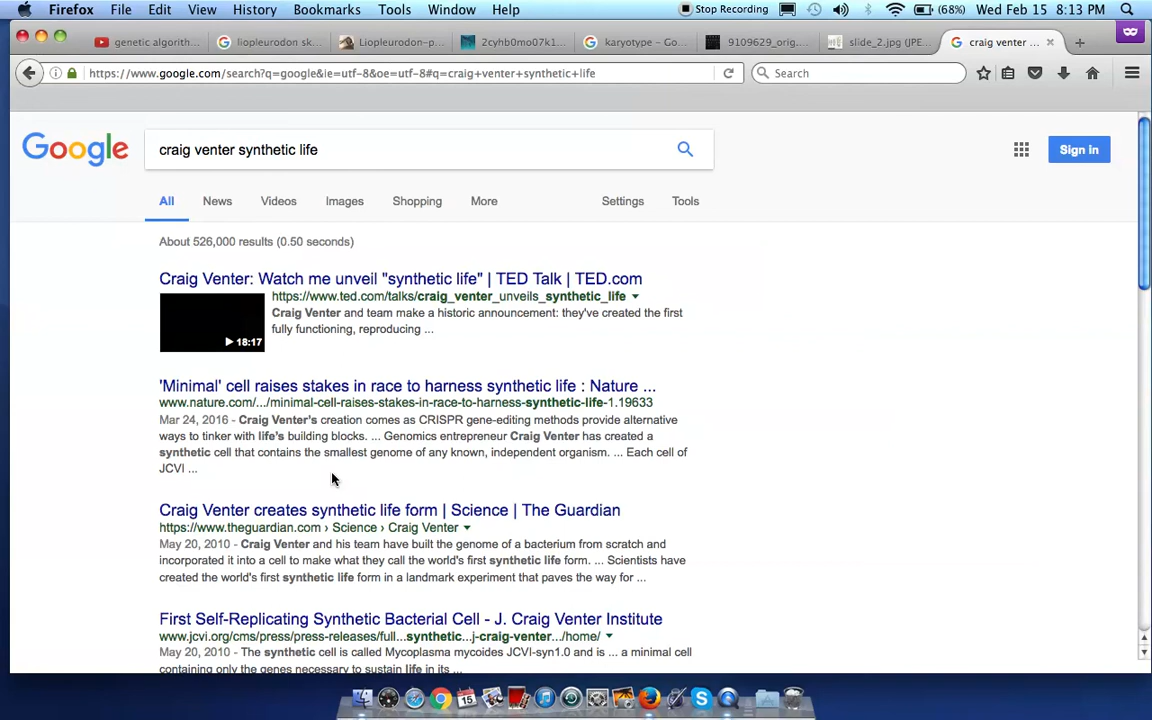 Firefox File Edit View History Bookmarks Tools Window Help Stop Recording (68%) Wed Feb 15 8:13 PM
genetic algorith... liopleurodon sk... Liopleurodon-p... 2cyhb0mo07k1... karyotype - Go... 9109629_orig.... slide_2.jpg (JPE... craig venter ...
https://www.google.com/search?q=google&ie=utf-8&oe=utf-8#q=craig+venter+synthetic+life Search
Google craig venter synthetic life Sign in
All News Videos Images Shopping More Settings Tools
About 526,000 results (0.50 seconds)
Craig Venter: Watch me unveil "synthetic life" | TED Talk | TED.com
https://www.ted.com/talks/craig_venter_unveils_synthetic_life
Craig Venter and team make a historic announcement: they've created the first
fully functioning, reproducing ...
18:17
'Minimal' cell raises stakes in race to harness synthetic life : Nature ...
www.nature.com/.../minimal-cell-raises-stakes-in-race-to-harness-synthetic-life-1.19633
Mar 24, 2016 - Craig Venter's creation comes as CRISPR gene-editing methods provide alternative
ways to tinker with life's building blocks. ... Genomics entrepreneur Craig Venter has created a
synthetic cell that contains the smallest genome of any known, independent organism. ... Each cell of
JCVI ...
Craig Venter creates synthetic life form | Science | The Guardian
https://www.theguardian.com › Science › Craig Venter
May 20, 2010 - Craig Venter and his team have built the genome of a bacterium from scratch and
incorporated it into a cell to make what they call the world's first synthetic life form. ... Scientists have
created the world's first synthetic life form in a landmark experiment that paves the way for ...
First Self-Replicating Synthetic Bacterial Cell - J. Craig Venter Institute
www.jcvi.org/cms/press/press-releases/full...synthetic...j-craig-venter.../home/
May 20, 2010 - The synthetic cell is called Mycoplasma mycoides JCVI-syn1.0 and is ... a minimal cell
containing only the genes necessary to sustain life in its ...
15